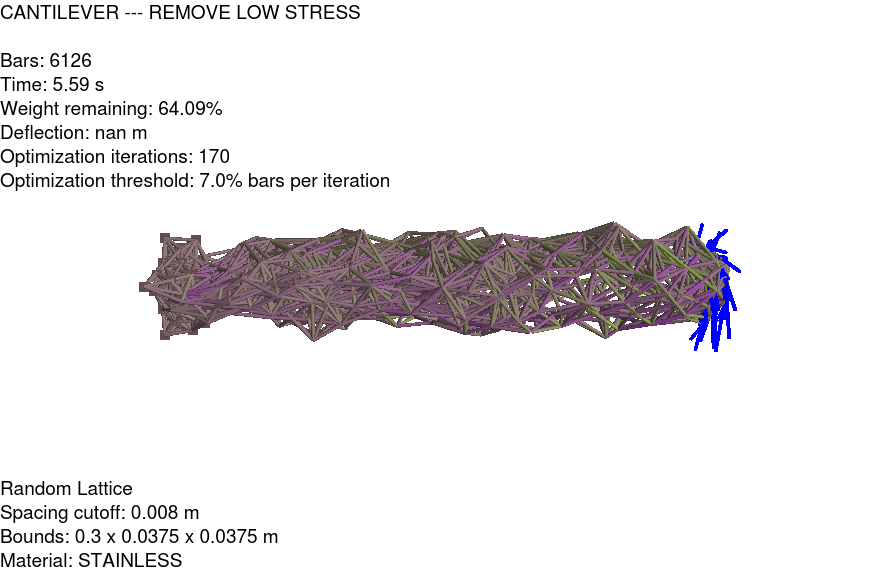 CANTILEVER --- REMOVE LOW STRESS
Bars: 6126
Time: 5.59 s
Weight remaining: 64.09%
Deflection: nan m
Optimization iterations: 170
Optimization threshold: 7.0% bars per iteration
Random Lattice
Spacing cutoff: 0.008 m
Bounds: 0.3 x 0.0375 x 0.0375 m
Material: STAINLESS